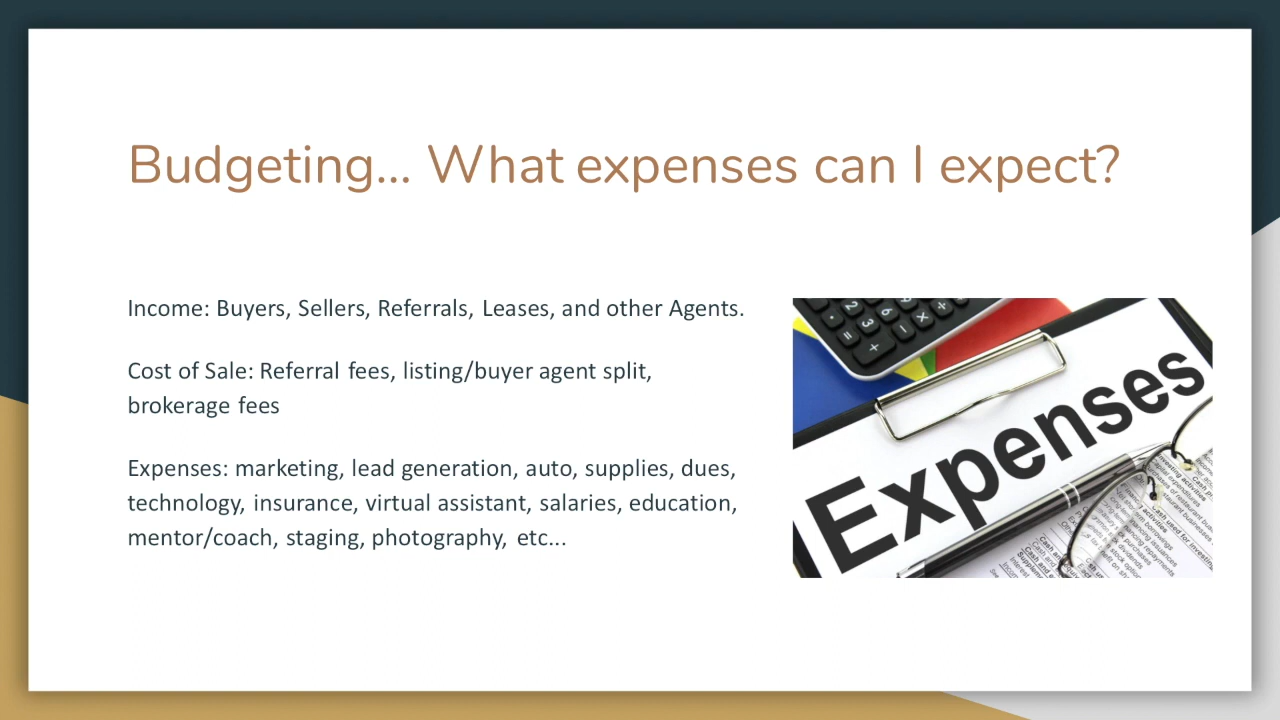 Budgeting... What expenses can I expect?
Income: Buyers, Sellers, Referrals, Leases, and other Agents.
Cost of Sale: Referral fees, listing/buyer agent split,
brokerage fees
Expenses: marketing, lead generation, auto, supplies, dues,
technology, insurance, virtual assistant, salaries, education,
mentor/coach, staging, photography, etc...
Expenses